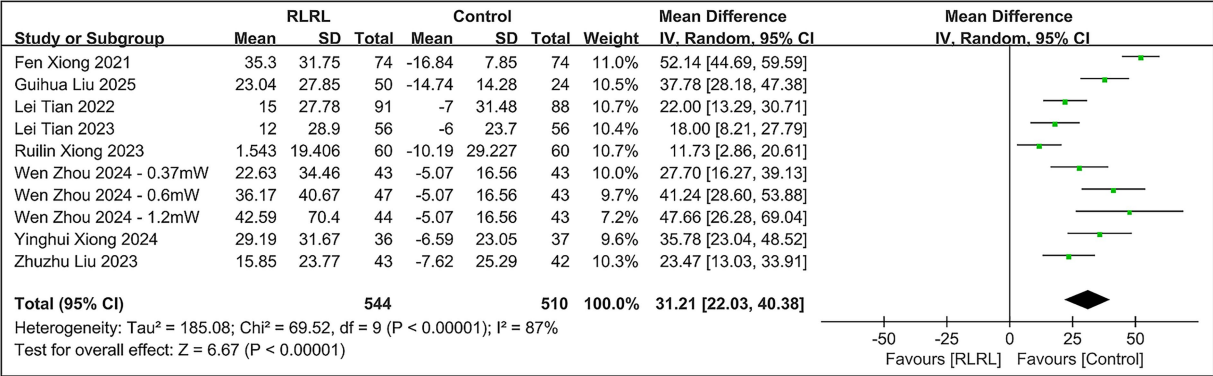 RLRL Control Mean Difference Mean Difference
Study or Subgroup Mean SD Total Mean SD Total Weight IV, Random, 95% CI IV, Random, 95% CI
Fen Xiong 2021 35.3 31.75 74 -16.84 7.85 74 11.0% 52.14 [44.69, 59.59]
Guihua Liu 2025 23.04 27.85 50 -14.74 14.28 24 10.5% 37.78 [28.18, 47.38]
Lei Tian 2022 15 27.78 91 -7 31.48 88 10.7% 22.00 [13.29, 30.71]
Lei Tian 2023 12 28.9 56 -6 23.7 56 10.4% 18.00 [8.21, 27.79]
Ruilin Xiong 2023 1.543 19.406 60 -10.19 29.227 60 10.7% 11.73 [2.86, 20.61]
Wen Zhou 2024 - 0.37mW 22.63 34.46 43 -5.07 16.56 43 10.0% 27.70 [16.27, 39.13]
Wen Zhou 2024 - 0.6mW 36.17 40.67 47 -5.07 16.56 43 9.7% 41.24 [28.60, 53.88]
Wen Zhou 2024 - 1.2mW 42.59 70.4 44 -5.07 16.56 43 7.2% 47.66 [26.28, 69.04]
Yinghui Xiong 2024 29.19 31.67 36 -6.59 23.05 37 9.6% 35.78 [23.04, 48.52]
Zhuzhu Liu 2023 15.85 23.77 43 -7.62 25.29 42 10.3% 23.47 [13.03, 33.91]
Total (95% CI) 544 510 100.0% 31.21 [22.03, 40.38]
Heterogeneity: Tau² = 185.08; Chi² = 69.52, df = 9 (P < 0.00001); I² = 87%
Test for overall effect: Z = 6.67 (P < 0.00001)
-50 -25 0 25 50
Favours [RLRL] Favours [Control]